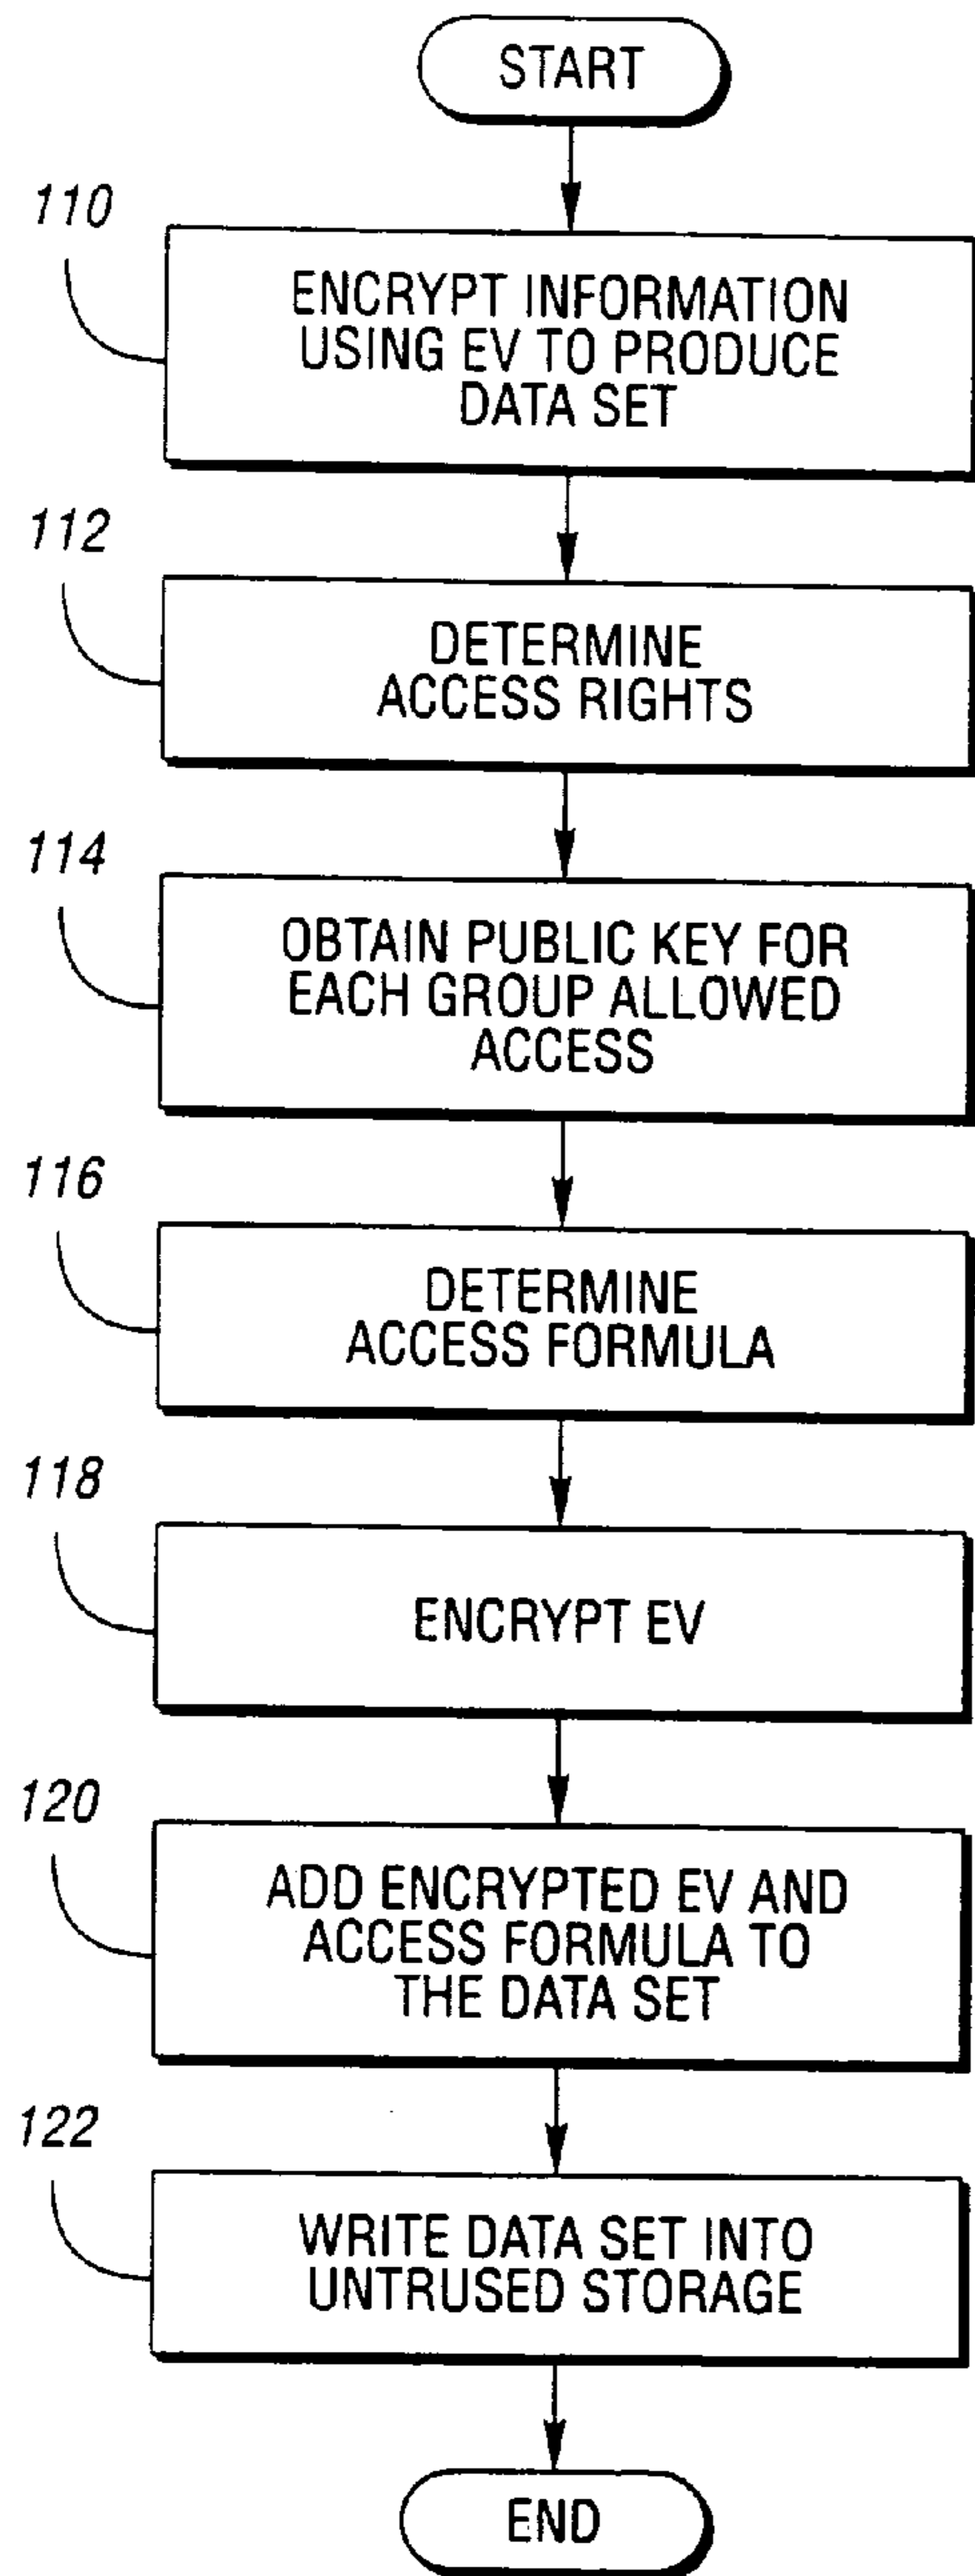 START
110
ENCRYPT INFORMATION
USING EV TO PRODUCE
DATA SET
112
DETERMINE
ACCESS RIGHTS
114
OBTAIN PUBLIC KEY FOR
EACH GROUP ALLOWED
ACCESS
116
DETERMINE
ACCESS FORMULA
118
ENCRYPT EV
120
ADD ENCRYPTED EV AND
ACCESS FORMULA TO
THE DATA SET
122
WRITE DATA SET INTO
UNTRUSED STORAGE
END